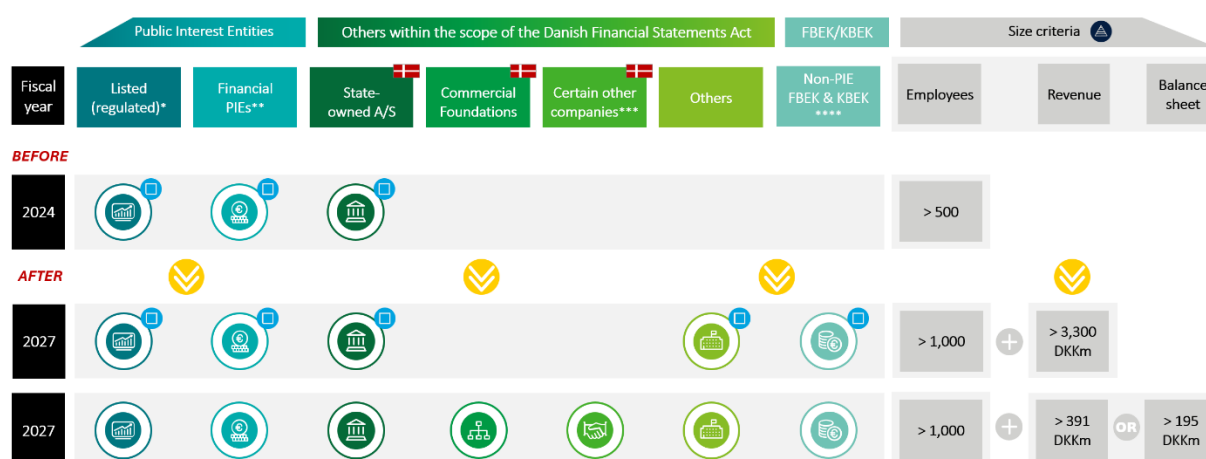 Public Interest Entities
Others within the scope of the Danish Financial Statements Act
FBEK/KBEK
Size criteria
Fiscal
year
Listed
(regulated)*
Financial
PIEs**
State-
owned A/S
Commercial
Foundations
Certain other
companies***
Others
Non-PIE
FBEK & KBEK
****
Employees
Revenue
Balance
sheet
BEFORE
2024
> 500
AFTER
2027
> 1,000
> 3,300
DKKm
2027
> 1,000
> 391
DKKm
OR
> 195
DKKm